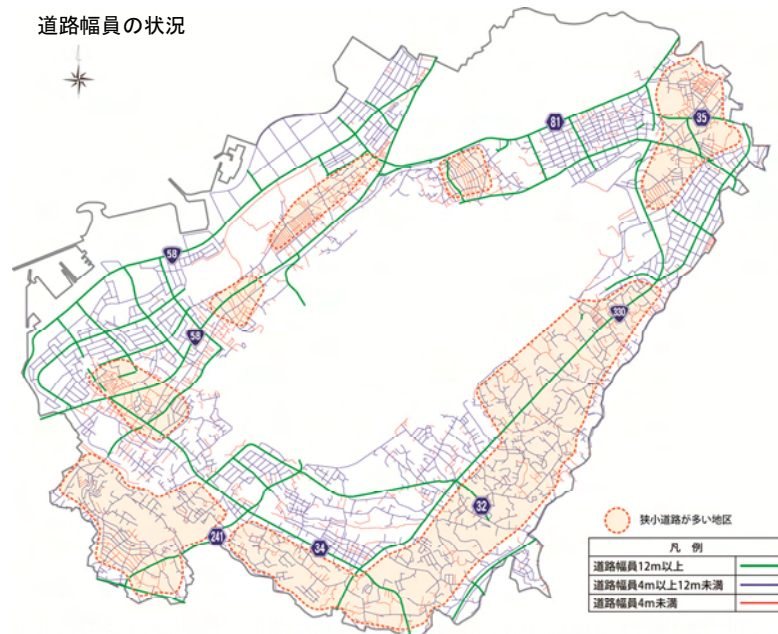 道路幅員の状況
81
35
58
58
330
32
241
34
狭小道路が多い地区
凡 例
道路幅員12m以上
道路幅員4m以上12m未満
道路幅員4m未満